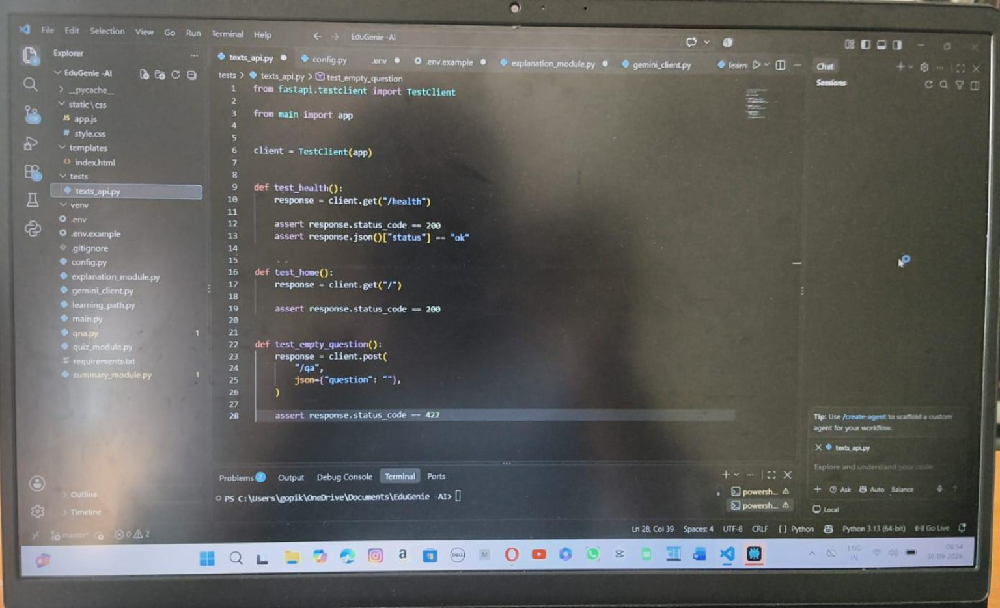 File Edit Selection View Go Run Terminal Help
EduGenie -AI
Explorer
EduGenie -AI
__pycache__
static\css
JS app.js
# style.css
templates
<> index.html
tests
texts_api.py
venv
.env
.env.example
.gitignore
config.py
explanation_module.py
gemini_client.py
learning_path.py
main.py
qna.py 1
quiz_module.py
requirements.txt
summary_module.py 1
Outline
Timeline
texts_api.py config.py .env .env.example explanation_module.py gemini_client.py learn
tests > texts_api.py > test_empty_question
1 from fastapi.testclient import TestClient
2
3 from main import app
4
5
6 client = TestClient(app)
7
8
9 def test_health():
10 response = client.get("/health")
11
12 assert response.status_code == 200
13 assert response.json()["status"] == "ok"
14
15
16 def test_home():
17 response = client.get("/")
18
19 assert response.status_code == 200
20
21
22 def test_empty_question():
23 response = client.post(
24 "/qa",
25 json={"question": ""},
26 )
27
28 assert response.status_code == 422
Problems 2 Output Debug Console Terminal Ports
PS C:\Users\gopik\OneDrive\Documents\EduGenie -AI>
powersh...
powersh...
Chat
Sessions
Tip: Use /create-agent to scaffold a custom
agent for your workflow.
texts_api.py
Explore and understand your code
Ask Auto Balance
Local
master* 0 2
Ln 28, Col 39 Spaces: 4 UTF-8 CRLF { } Python Python 3.13 (64-bit) Go Live
DELL
ENG
IN
08:54
30-09-2026